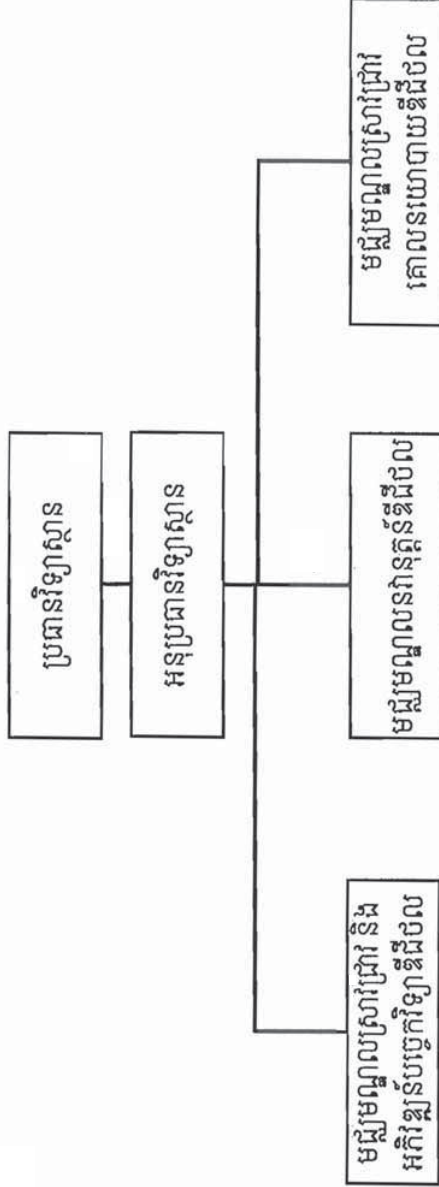 ប្រធានវិទ្យាស្ថាន
អនុប្រធានវិទ្យាស្ថាន
មជ្ឈមណ្ឌលស្រាវជ្រាវ និង
អភិវឌ្ឍន៍បច្ចេកវិទ្យាឌីជីថល
មជ្ឈមណ្ឌលនវានុវត្តន៍ឌីជីថល
មជ្ឈមណ្ឌលស្រាវជ្រាវ
គោលនយោបាយឌីជីថល